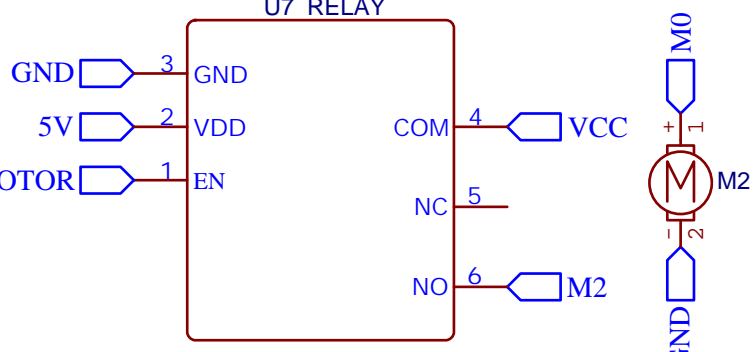 U7 RELAY
GND 3 GND
5V 2 VDD
OTOR 1 EN
COM 4 VCC
NC 5
NO 6 M2
M0
+ 1
M M2
- 2
GND